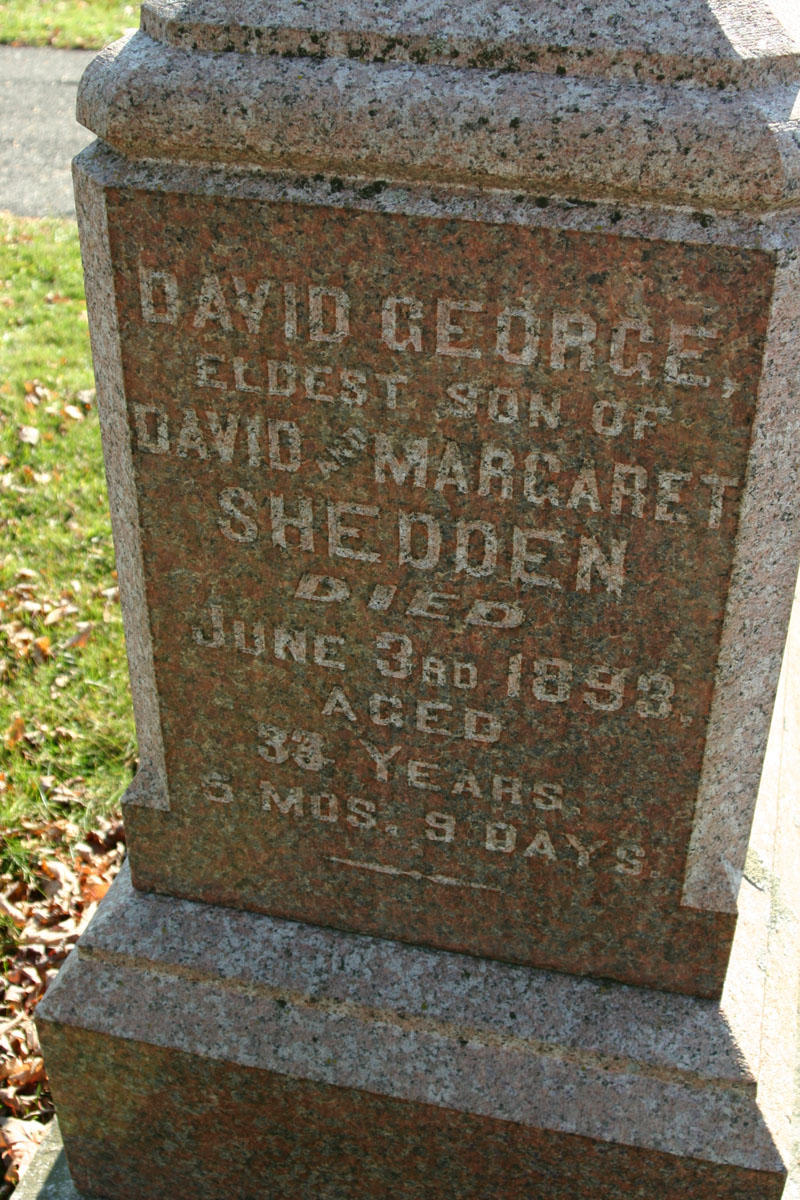 DAVID GEORGE,
ELDEST SON OF
DAVID AND MARGARET
SHEDDEN
DIED
JUNE 3RD 1893.
AGED
33 YEARS,
5 MOS. 9 DAYS.